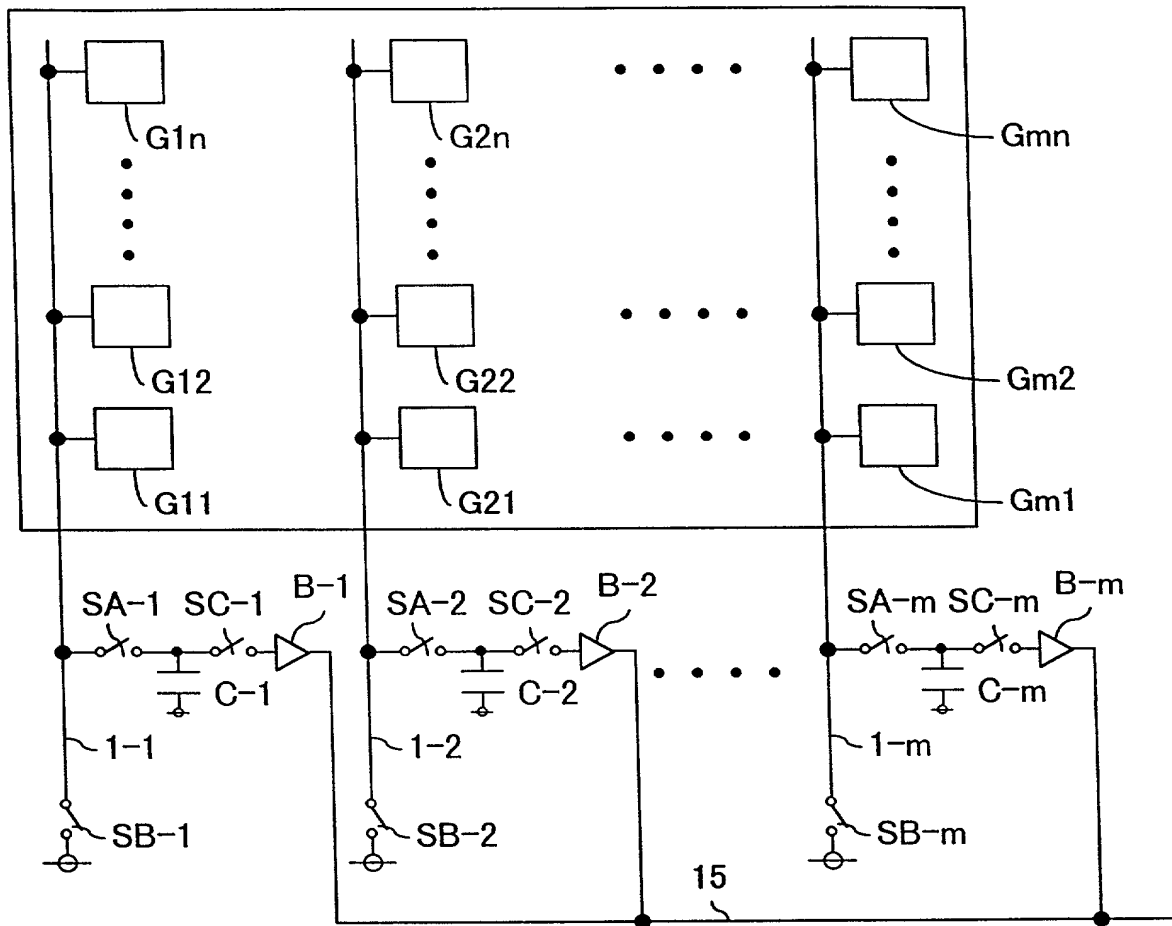 G1n G2n Gmn
G12 G22 Gm2
G11 G21 Gm1
SA-1 SC-1 B-1 SA-2 SC-2 B-2 SA-m SC-m B-m
C-1 C-2 C-m
1-1 1-2 1-m
SB-1 SB-2 SB-m
15